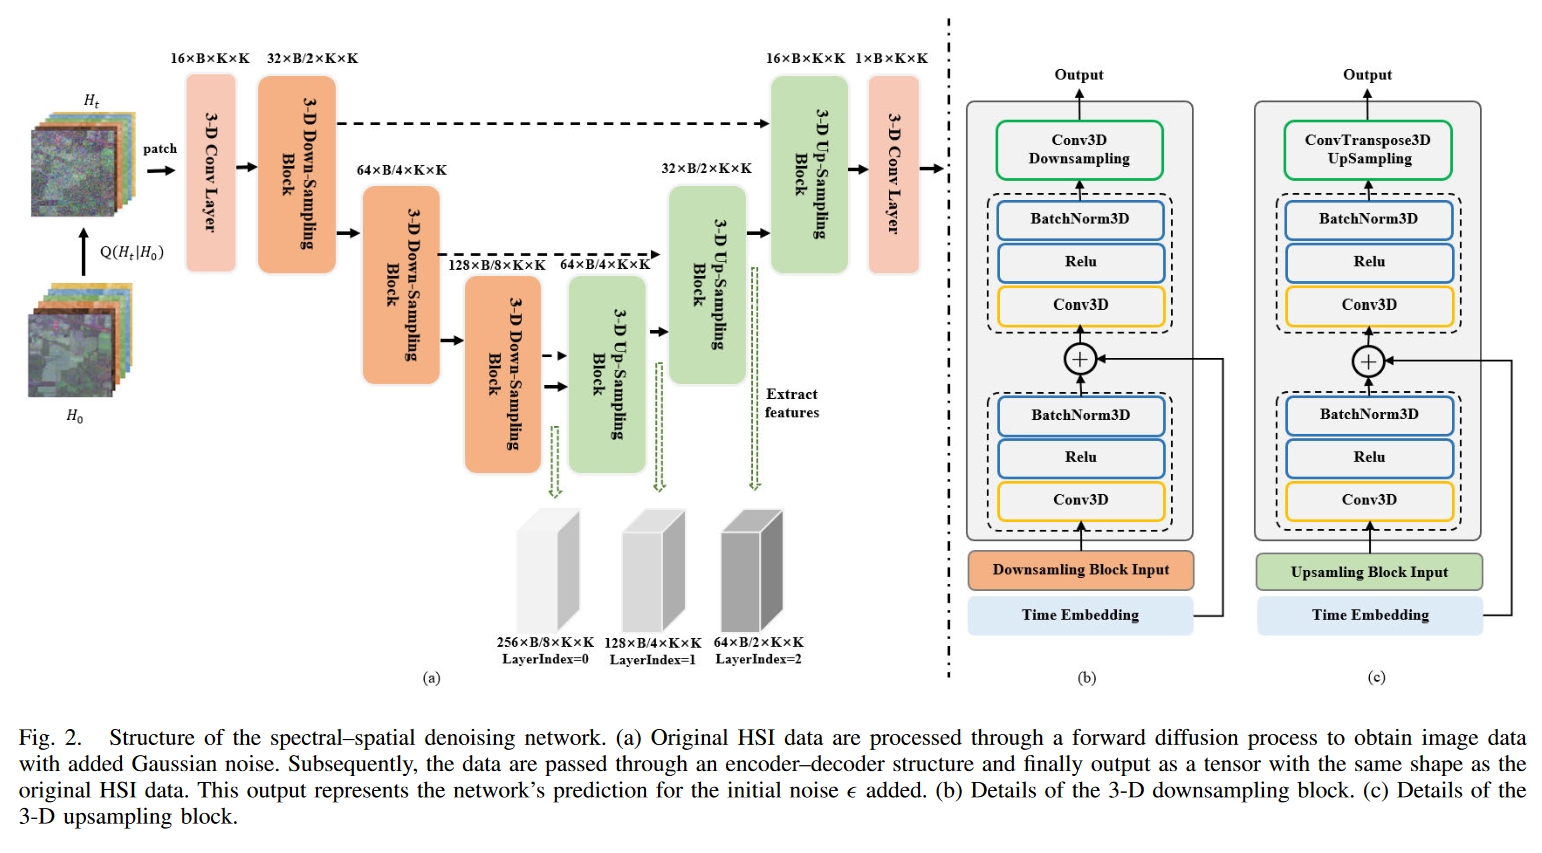 16×B×K×K
32×B/2×K×K
16×B×K×K
1×B×K×K
H_t
patch
3-D Conv Layer
3-D Down-Sampling
Block
3-D Up-Sampling
Block
3-D Conv Layer
64×B/4×K×K
32×B/2×K×K
3-D Down-Sampling
Block
3-D Up-Sampling
Block
Q(H_t|H_0)
128×B/8×K×K
64×B/4×K×K
3-D Down-Sampling
Block
3-D Up-Sampling
Block
H_0
Extract
features
256×B/8×K×K
LayerIndex=0
128×B/4×K×K
LayerIndex=1
64×B/2×K×K
LayerIndex=2
(a)
Output
Conv3D
Downsampling
BatchNorm3D
Relu
Conv3D
+
BatchNorm3D
Relu
Conv3D
Downsamling Block Input
Time Embedding
(b)
Output
ConvTranspose3D
UpSampling
BatchNorm3D
Relu
Conv3D
+
BatchNorm3D
Relu
Conv3D
Upsamling Block Input
Time Embedding
(c)
Fig. 2. Structure of the spectral–spatial denoising network. (a) Original HSI data are processed through a forward diffusion process to obtain image data
with added Gaussian noise. Subsequently, the data are passed through an encoder–decoder structure and finally output as a tensor with the same shape as the
original HSI data. This output represents the network's prediction for the initial noise ϵ added. (b) Details of the 3-D downsampling block. (c) Details of the
3-D upsampling block.